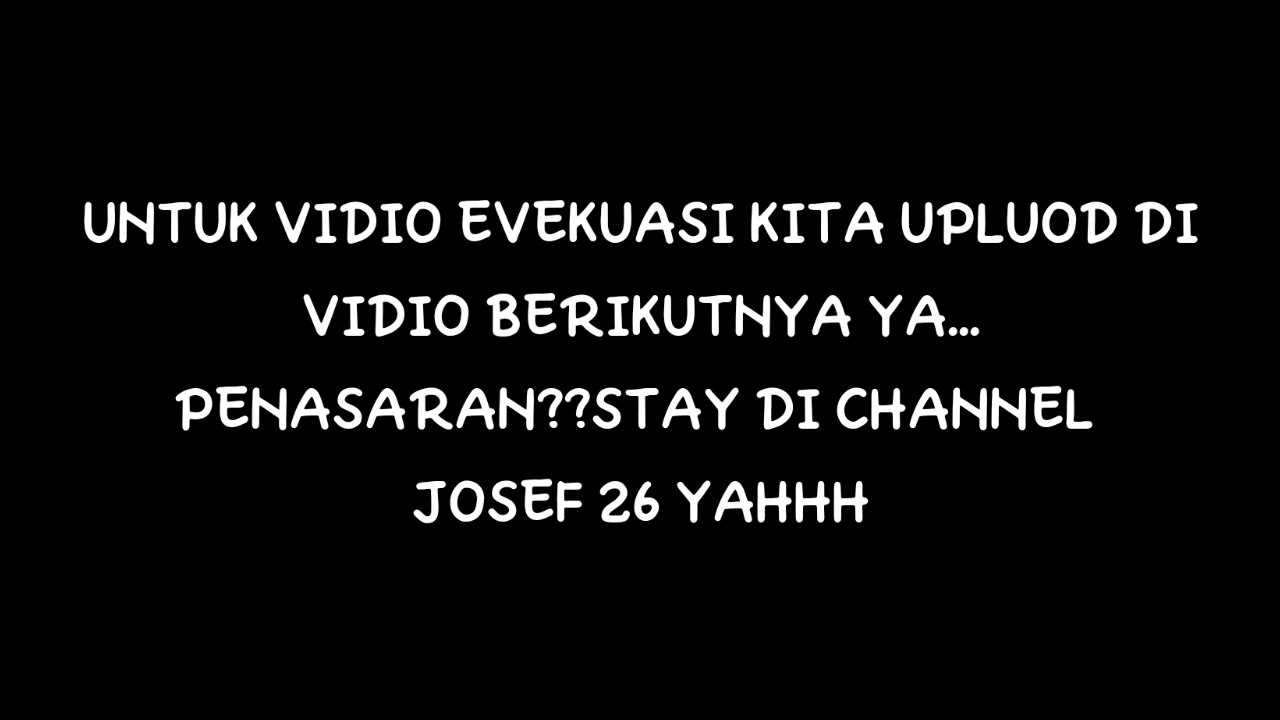 UNTUK VIDIO EVEKUASI KITA UPLUOD DI
VIDIO BERIKUTNYA YA...
PENASARAN??STAY DI CHANNEL
JOSEF 26 YAHHH